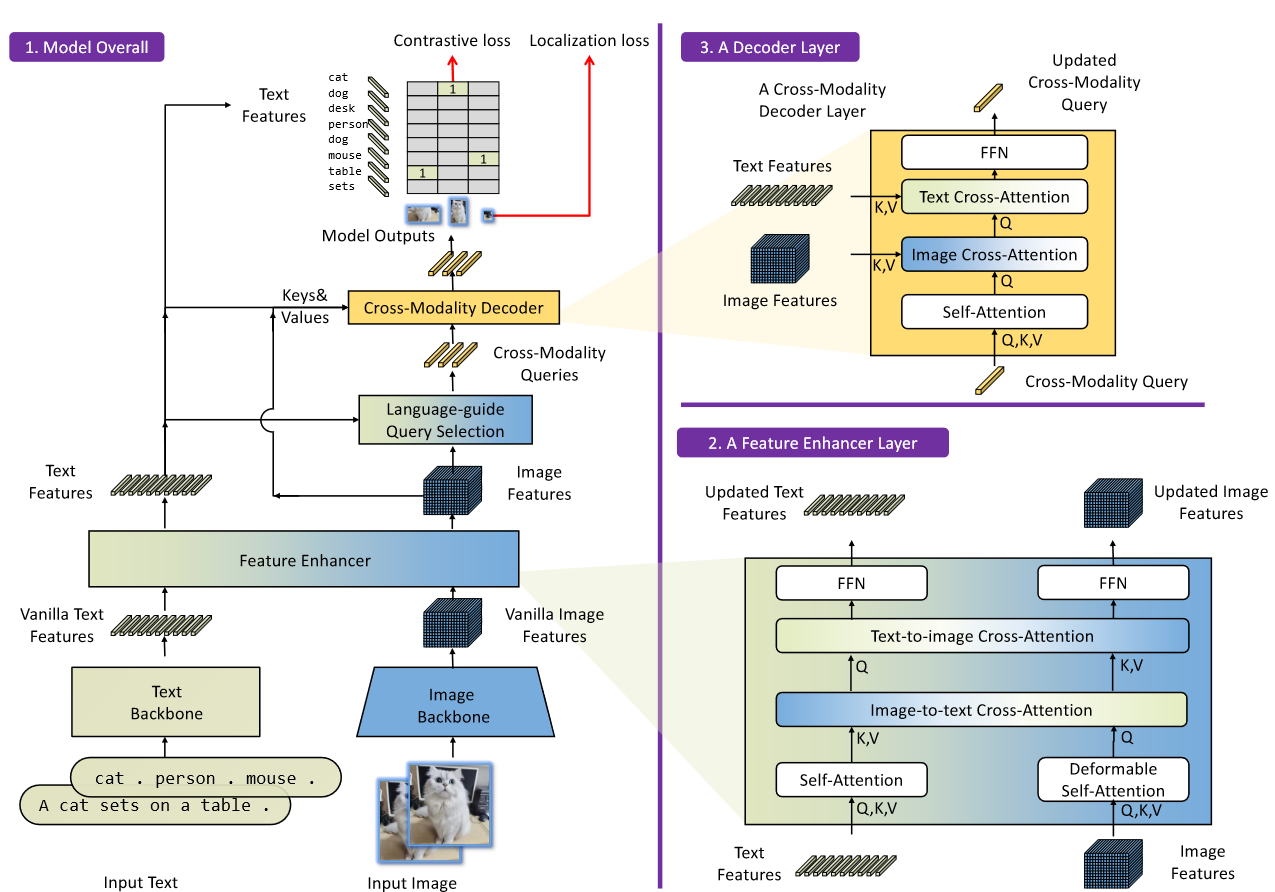 1. Model Overall
Contrastive loss
Localization loss
cat
dog
desk
person
dog
mouse
table
sets
1
1
1
Text
Features
Model Outputs
Keys&
Values
Cross-Modality Decoder
Cross-Modality
Queries
Language-guide
Query Selection
Text
Features
Image
Features
Feature Enhancer
Vanilla Text
Features
Vanilla Image
Features
Text
Backbone
Image
Backbone
cat . person . mouse .
A cat sets on a table .
Input Text
Input Image
3. A Decoder Layer
A Cross-Modality
Decoder Layer
Updated
Cross-Modality
Query
FFN
Text Features
Text Cross-Attention
K,V
Q
Image Cross-Attention
K,V
Q
Image Features
Self-Attention
Q,K,V
Cross-Modality Query
2. A Feature Enhancer Layer
Updated Text
Features
Updated Image
Features
FFN
FFN
Text-to-image Cross-Attention
Q
K,V
Image-to-text Cross-Attention
K,V
Q
Self-Attention
Deformable
Self-Attention
Q,K,V
Q,K,V
Text
Features
Image
Features